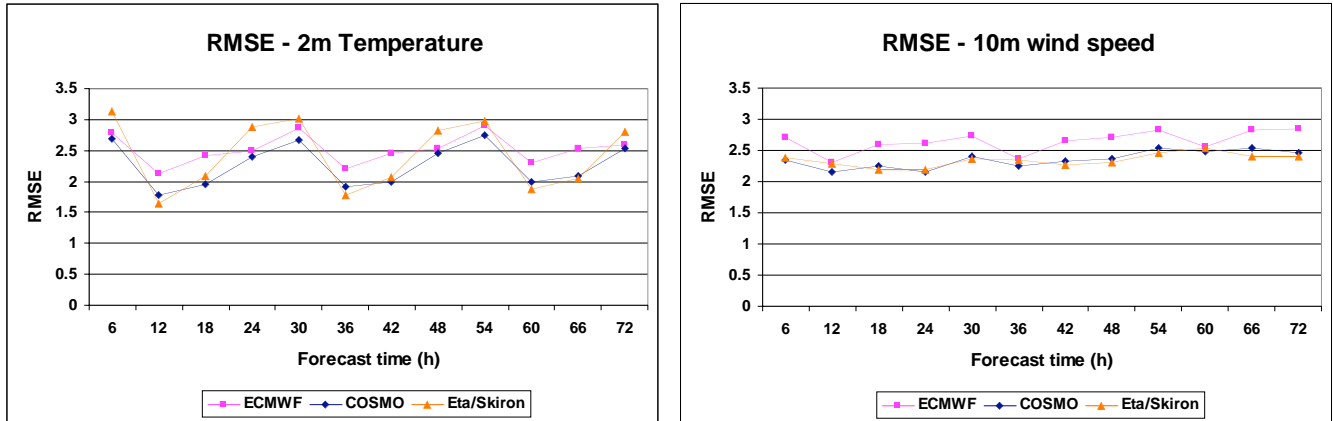 RMSE - 2m Temperature
3.5
3
2.5
2
1.5
1
0.5
0
RMSE
6 12 18 24 30 36 42 48 54 60 66 72
Forecast time (h)
ECMWF COSMO Eta/Skiron
RMSE - 10m wind speed
3.5
3
2.5
2
1.5
1
0.5
0
RMSE
6 12 18 24 30 36 42 48 54 60 66 72
Forecast time (h)
ECMWF COSMO Eta/Skiron